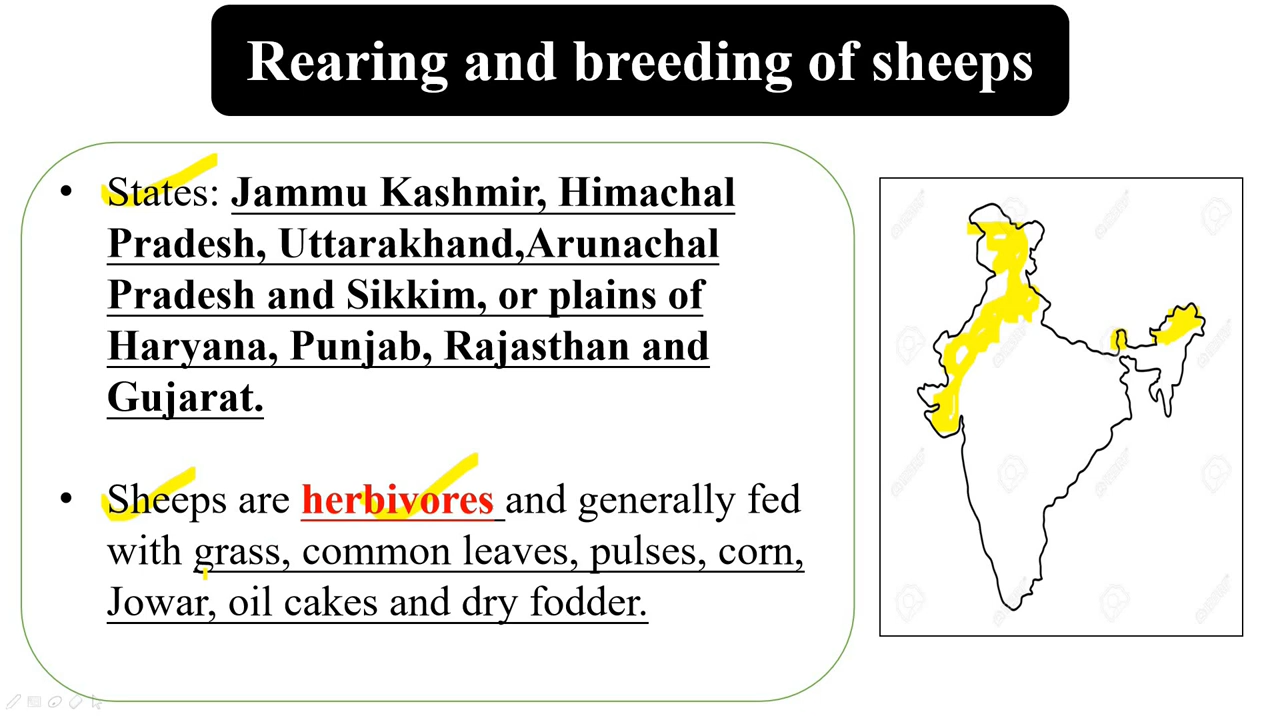 Rearing and breeding of sheeps
• States: Jammu Kashmir, Himachal
Pradesh, Uttarakhand,Arunachal
Pradesh and Sikkim, or plains of
Haryana, Punjab, Rajasthan and
Gujarat.
• Sheeps are herbivores and generally fed
with grass, common leaves, pulses, corn,
Jowar, oil cakes and dry fodder.